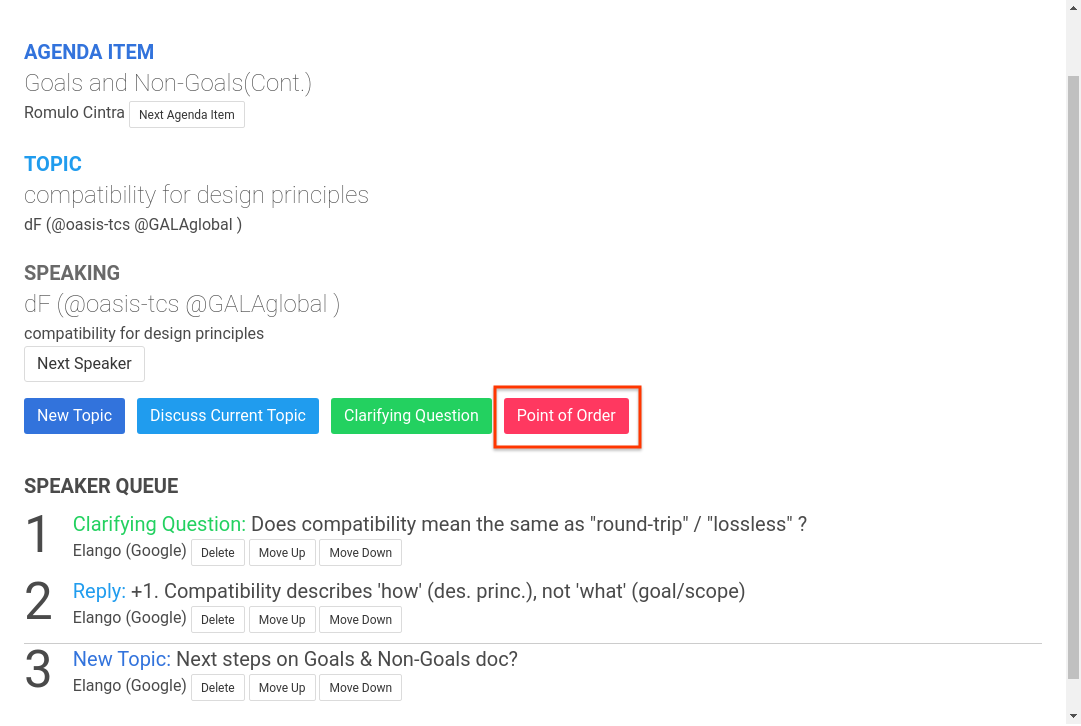 AGENDA ITEM
Goals and Non-Goals(Cont.)
Romulo Cintra Next Agenda Item
TOPIC
compatibility for design principles
dF (@oasis-tcs @GALAglobal )
SPEAKING
dF (@oasis-tcs @GALAglobal )
compatibility for design principles
Next Speaker
New Topic Discuss Current Topic Clarifying Question Point of Order
SPEAKER QUEUE
1 Clarifying Question: Does compatibility mean the same as "round-trip" / "lossless" ?
Elango (Google) Delete Move Up Move Down
2 Reply: +1. Compatibility describes 'how' (des. princ.), not 'what' (goal/scope)
Elango (Google) Delete Move Up Move Down
3 New Topic: Next steps on Goals & Non-Goals doc?
Elango (Google) Delete Move Up Move Down